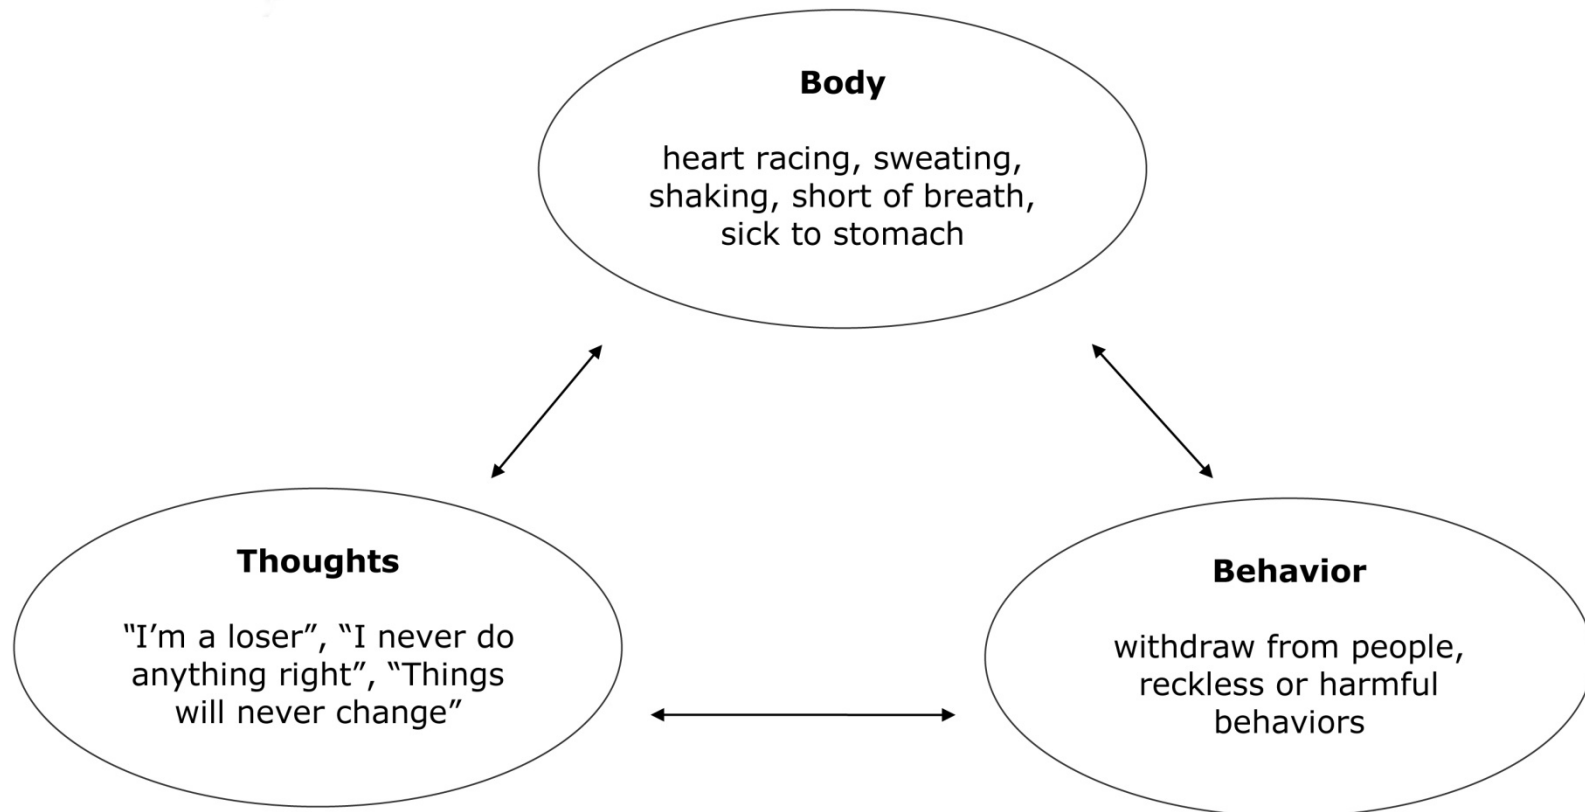 Body
heart racing, sweating,
shaking, short of breath,
sick to stomach
Thoughts
“I’m a loser”, “I never do
anything right”, “Things
will never change”
Behavior
withdraw from people,
reckless or harmful
behaviors